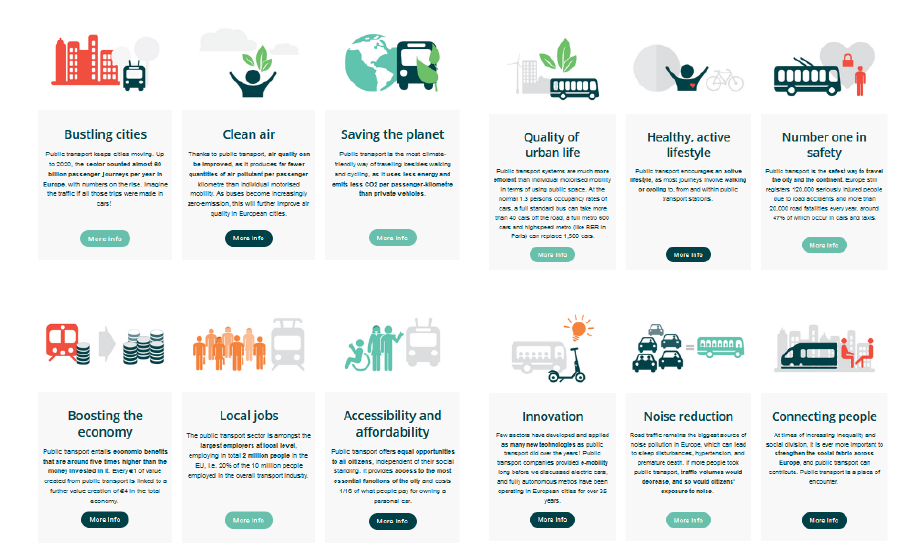 Bustling cities
Public transport keeps cities moving. Up
to 2020, the sector counted almost 60
billion passenger journeys per year in
Europe, with numbers on the rise. Imagine
the traffic if all those trips were made in
cars!
More Info
Clean air
Thanks to public transport, air quality can
be improved, as it produces far fewer
quantities of air pollutant per passenger
kilometre than individual motorised
mobility. As buses become increasingly
zero-emission, this will further improve air
quality in European cities.
More Info
Saving the planet
Public transport is the most climate-
friendly way of travelling besides walking
and cycling, as it uses less energy and
emits less CO2 per passenger-kilometre
than private vehicles.
More Info
Quality of
urban life
Public transport systems are much more
efficient than individual motorised mobility
in terms of using public space. At the
normal 1.3 persons occupancy rates of
cars, a full standard bus can take more
than 40 cars off the road, a full metro 600
cars and highspeed metro (like RER in
Paris) can replace 1,500 cars.
More Info
Healthy, active
lifestyle
Public transport encourages an active
lifestyle, as most journeys involve walking
or cycling to, from and within public
transport stations.
More Info
Number one in
safety
Public transport is the safest way to travel
the city and the continent. Europe still
registers 120.000 seriously injured people
due to road accidents and more than
20.000 road fatalities every year, around
47% of which occur in cars and taxis.
More Info
Boosting the
economy
Public transport entails economic benefits
that are around five times higher than the
money invested in it. Every €1 of value
created from public transport is linked to a
further value creation of €4 in the total
economy.
More Info
Local jobs
The public transport sector is amongst the
largest employers at local level,
employing in total 2 million people in the
EU, i.e. 20% of the 10 million people
employed in the overall transport industry.
More Info
Accessibility and
affordability
Public transport offers equal opportunities
to all citizens, independent of their social
standing. It provides access to the most
essential functions of the city and costs
1/16 of what people pay for owning a
personal car.
More Info
Innovation
Few sectors have developed and applied
as many new technologies as public
transport did over the years! Public
transport companies provided e-mobility
long before we discussed electric cars,
and fully autonomous metros have been
operating in European cities for over 35
years.
More Info
Noise reduction
Road traffic remains the biggest source of
noise pollution in Europe, which can lead
to sleep disturbances, hypertension, and
premature death. If more people took
public transport, traffic volumes would
decrease, and so would citizens'
exposure to noise.
More Info
Connecting people
At times of increasing inequality and
social division, it is ever more important to
strengthen the social fabric across
Europe, and public transport can
contribute. Public transport is a place of
encounter.
More Info